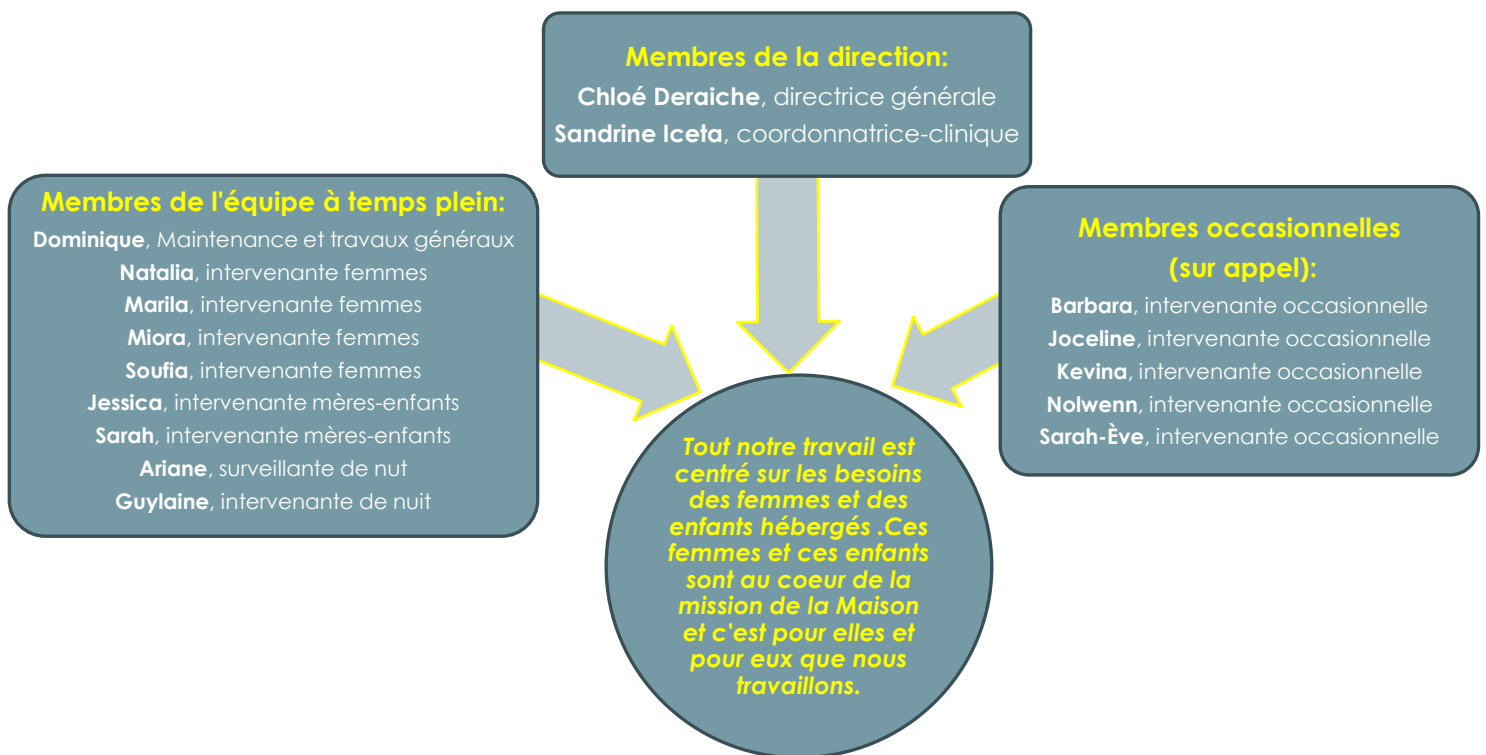 Membres de la direction:
Chloé Deraiche, directrice générale
Sandrine Iceta, coordonnatrice-clinique
Membres de l'équipe à temps plein:
Dominique, Maintenance et travaux généraux
Natalia, intervenante femmes
Marila, intervenante femmes
Miora, intervenante femmes
Soufia, intervenante femmes
Jessica, intervenante mères-enfants
Sarah, intervenante mères-enfants
Ariane, surveillante de nut
Guylaine, intervenante de nuit
Membres occasionnelles
(sur appel):
Barbara, intervenante occasionnelle
Joceline, intervenante occasionnelle
Kevina, intervenante occasionnelle
Nolwenn, intervenante occasionnelle
Sarah-Ève, intervenante occasionnelle
Tout notre travail est
centré sur les besoins
des femmes et des
enfants hébergés .Ces
femmes et ces enfants
sont au coeur de la
mission de la Maison
et c'est pour elles et
pour eux que nous
travaillons.